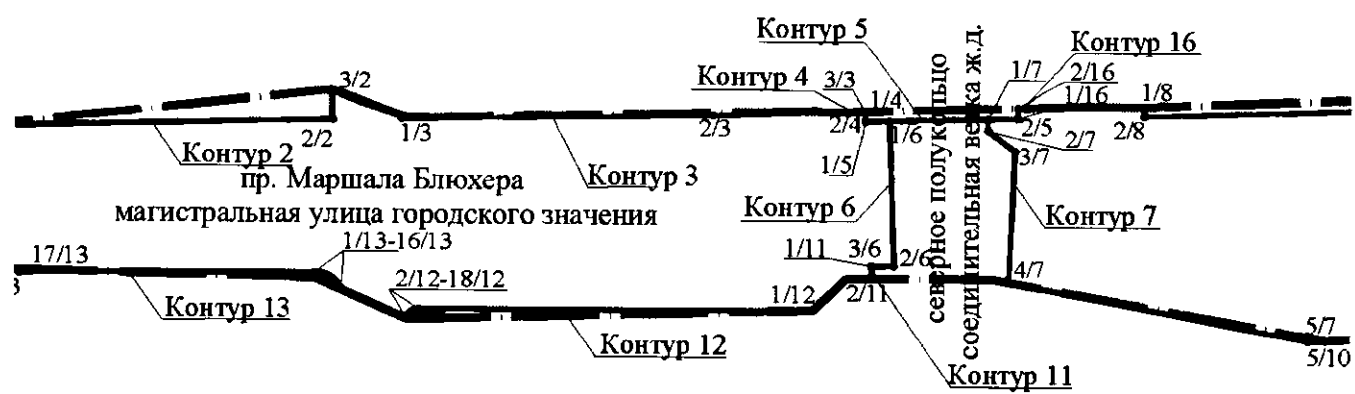 Контур 5
Контур 16
3/2
Контур 4
3/3
1/4
1/7
2/16
1/16
1/8
2/2
1/3
2/3
2/4
1/6
2/5
2/8
Контур 2
1/5
2/7
3/7
пр. Маршала Блюхера
Контур 3
магистральная улица городского значения
Контур 6
Контур 7
северное полукольцо
соединительная ветка ж.д.
17/13
1/13-16/13
1/11
3/6
2/6
4/7
2/12-18/12
1/12
2/11
Контур 13
Контур 12
Контур 11
5/7
5/10